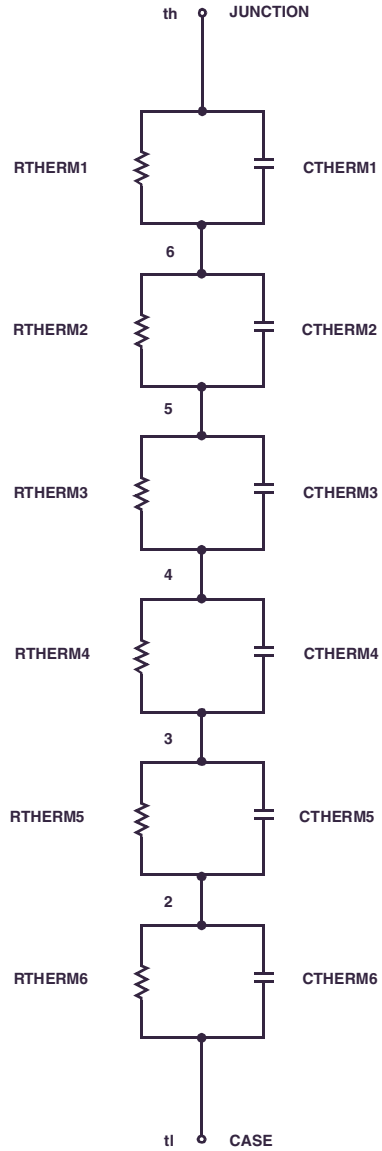 th JUNCTION
RTHERM1 CTHERM1
6
RTHERM2 CTHERM2
5
RTHERM3 CTHERM3
4
RTHERM4 CTHERM4
3
RTHERM5 CTHERM5
2
RTHERM6 CTHERM6
tl CASE